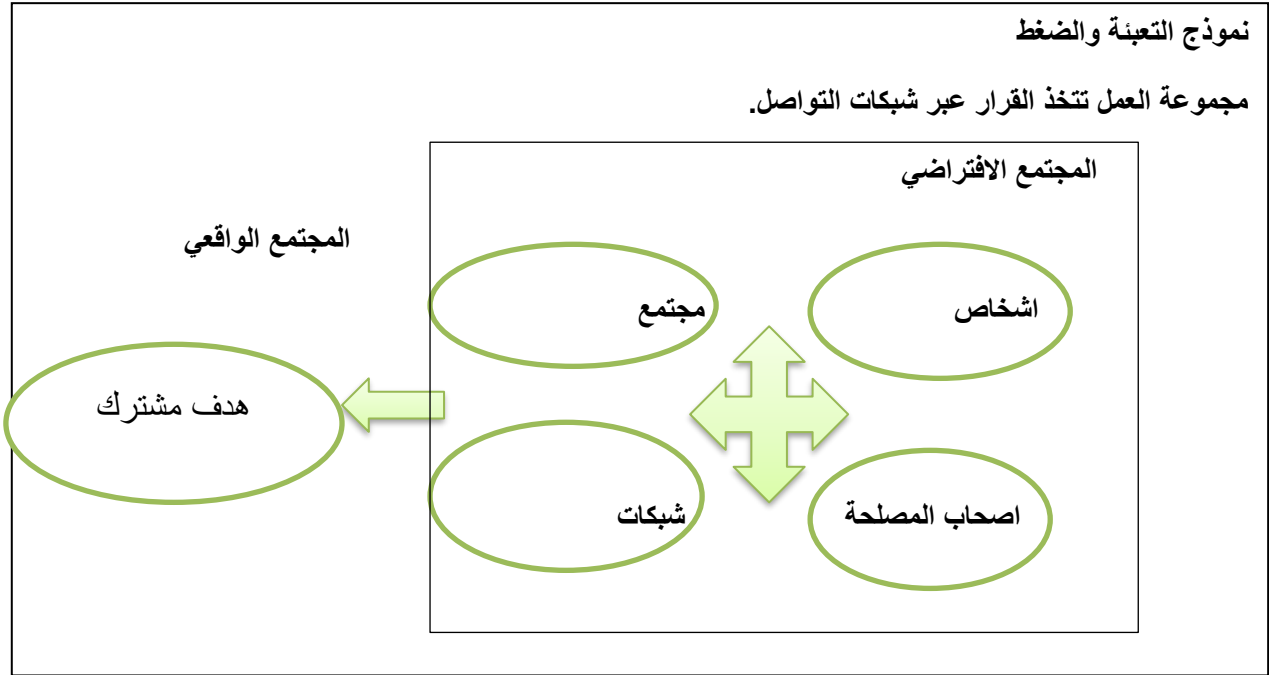 نموذج التعبئة والضغط
مجموعة العمل تتخذ القرار عبر شبكات التواصل.
المجتمع الافتراضي
المجتمع الواقعي
اشخاص
مجتمع
هدف مشترك
اصحاب المصلحة
شبكات